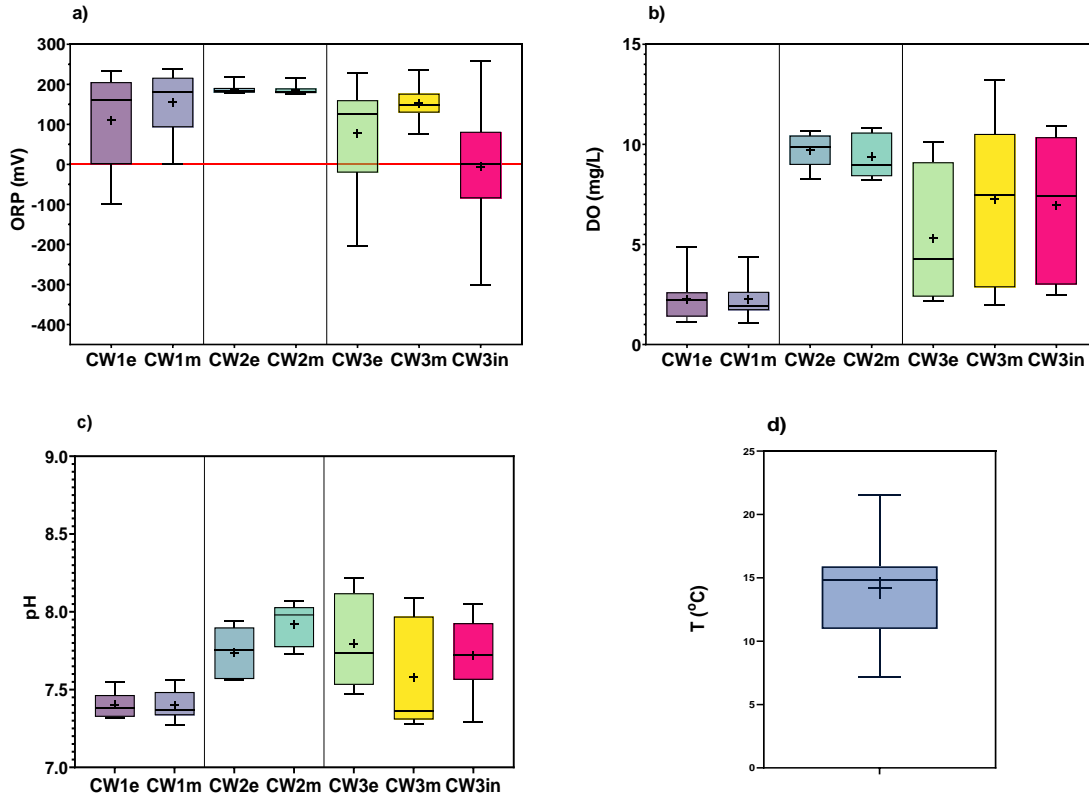 a)
ORP (mV)
300
200
100
0
-100
-200
-300
-400
CW1e CW1m CW2e CW2m CW3e CW3m CW3in
b)
DO (mg/L)
15
10
5
0
CW1e CW1m CW2e CW2m CW3e CW3m CW3in
c)
pH
9.0
8.5
8.0
7.5
7.0
CW1e CW1m CW2e CW2m CW3e CW3m CW3in
d)
T (°C)
25
20
15
10
5
0